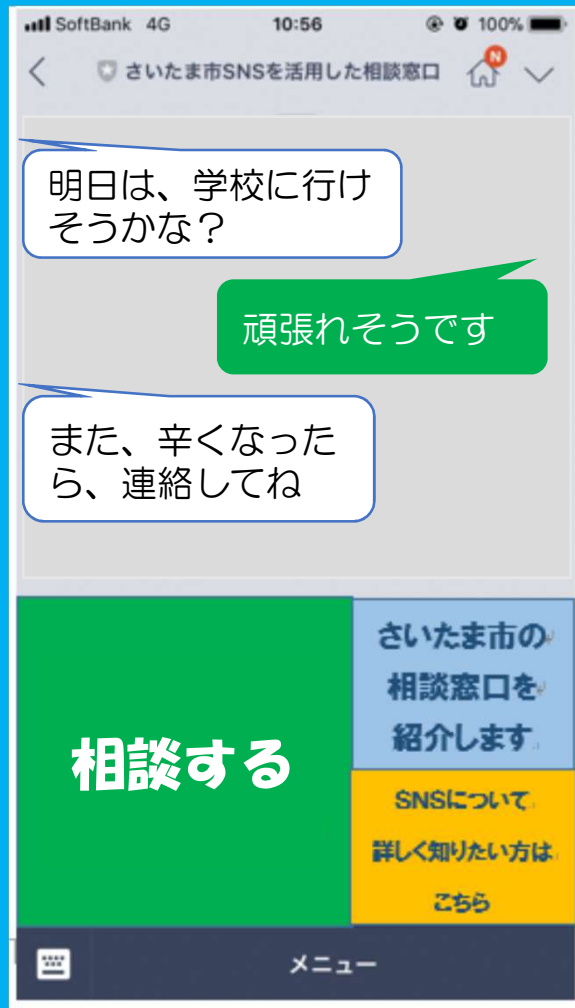 SoftBank 4G 10:56 100%
さいたま市SNSを活用した相談窓口 N
明日は、学校に行け
そうかな？
頑張れそうです
また、辛くなった
ら、連絡してね
相談する
さいたま市の
相談窓口を
紹介します
SNSについて
詳しく知りたい方は
こちら
メニュー